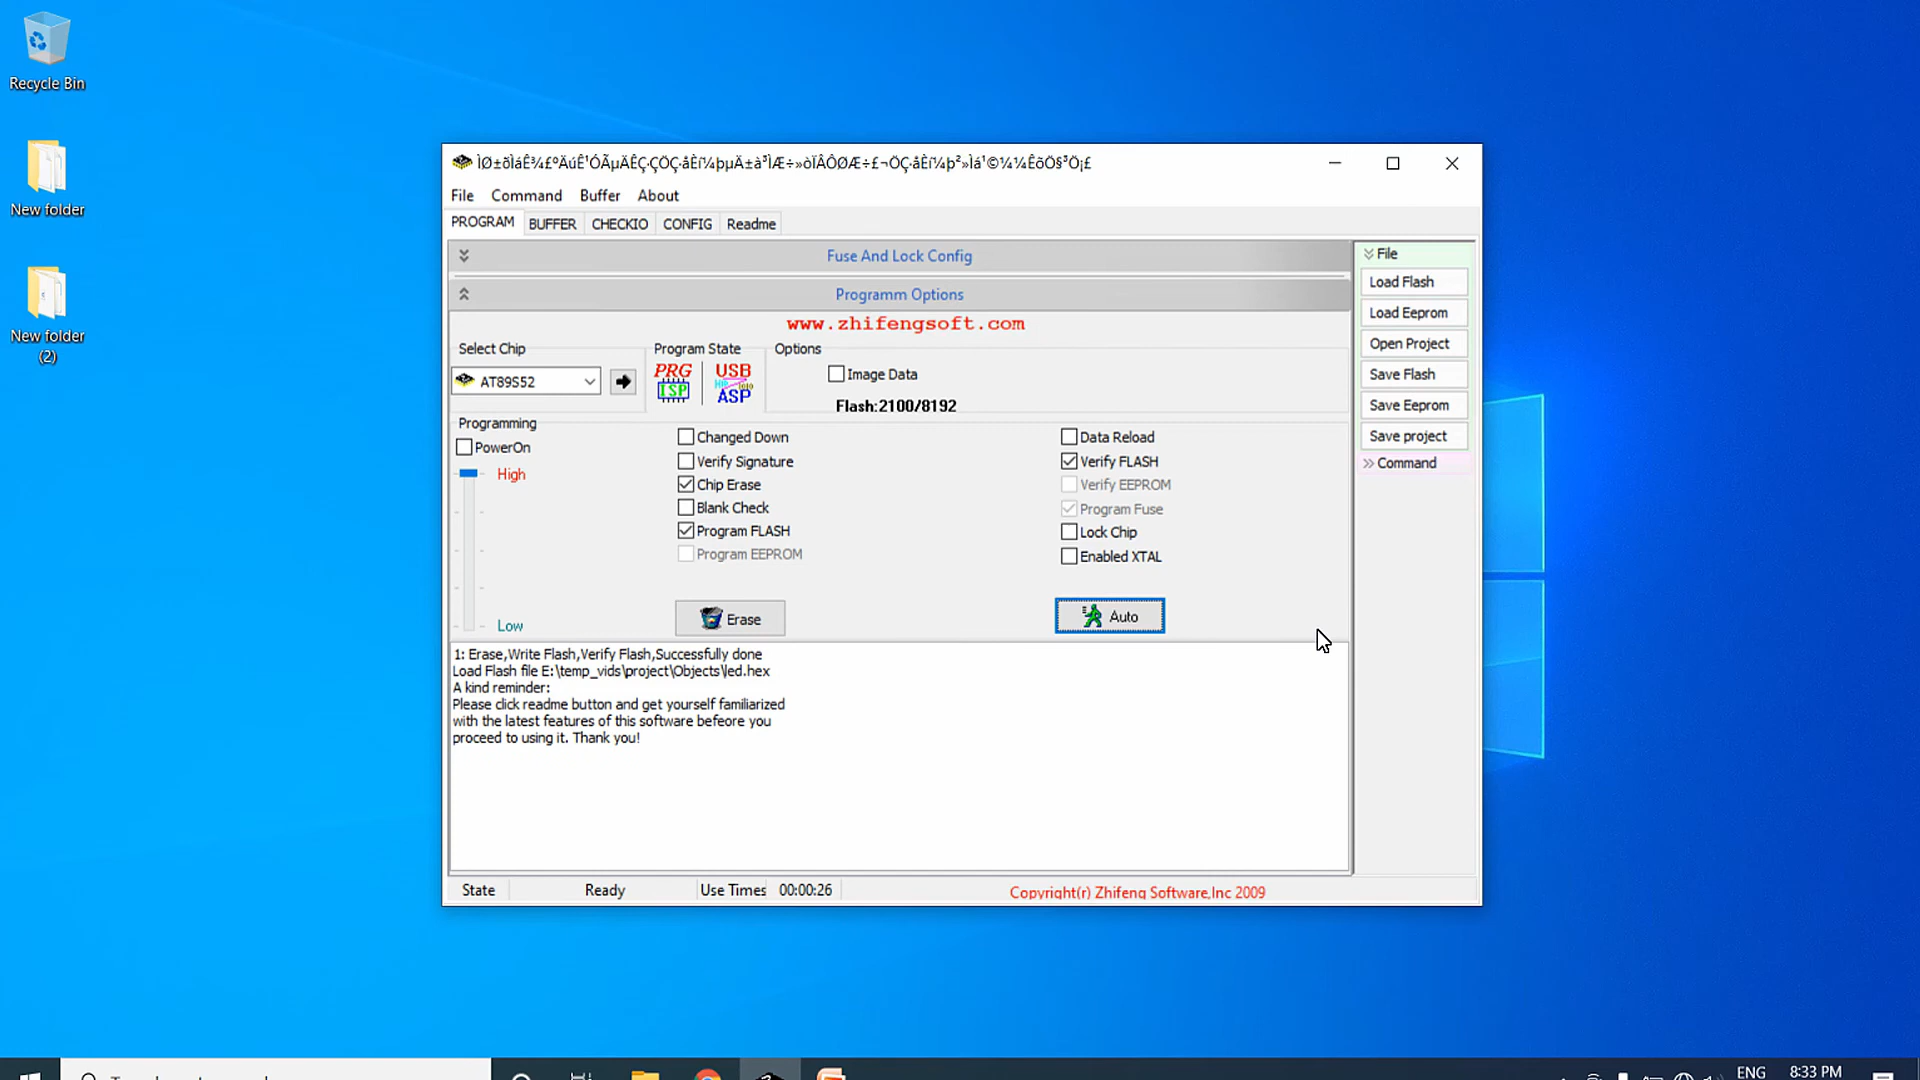 Recycle Bin
New folder
New folder
(2)
File Command Buffer About
PROGRAM BUFFER CHECKIO CONFIG Readme
Fuse And Lock Config
Programm Options
www.zhifengsoft.com
Select Chip
AT89S52
Program State
PRG
ISP
USB
ASP
Options
Image Data
Flash:2100/8192
Programming
PowerOn
High
Low
Changed Down
Verify Signature
Chip Erase
Blank Check
Program FLASH
Program EEPROM
Data Reload
Verify FLASH
Verify EEPROM
Program Fuse
Lock Chip
Enabled XTAL
Erase
Auto
1: Erase,Write Flash,Verify Flash,Successfully done
Load Flash file E:\temp_vids\project\Objects\led.hex
A kind reminder:
Please click readme button and get yourself familiarized
with the latest features of this software befeore you
proceed to using it. Thank you!
State Ready Use Times 00:00:26 Copyright(r) Zhifeng Software,Inc 2009
File
Load Flash
Load Eeprom
Open Project
Save Flash
Save Eeprom
Save project
Command
ENG 8:33 PM